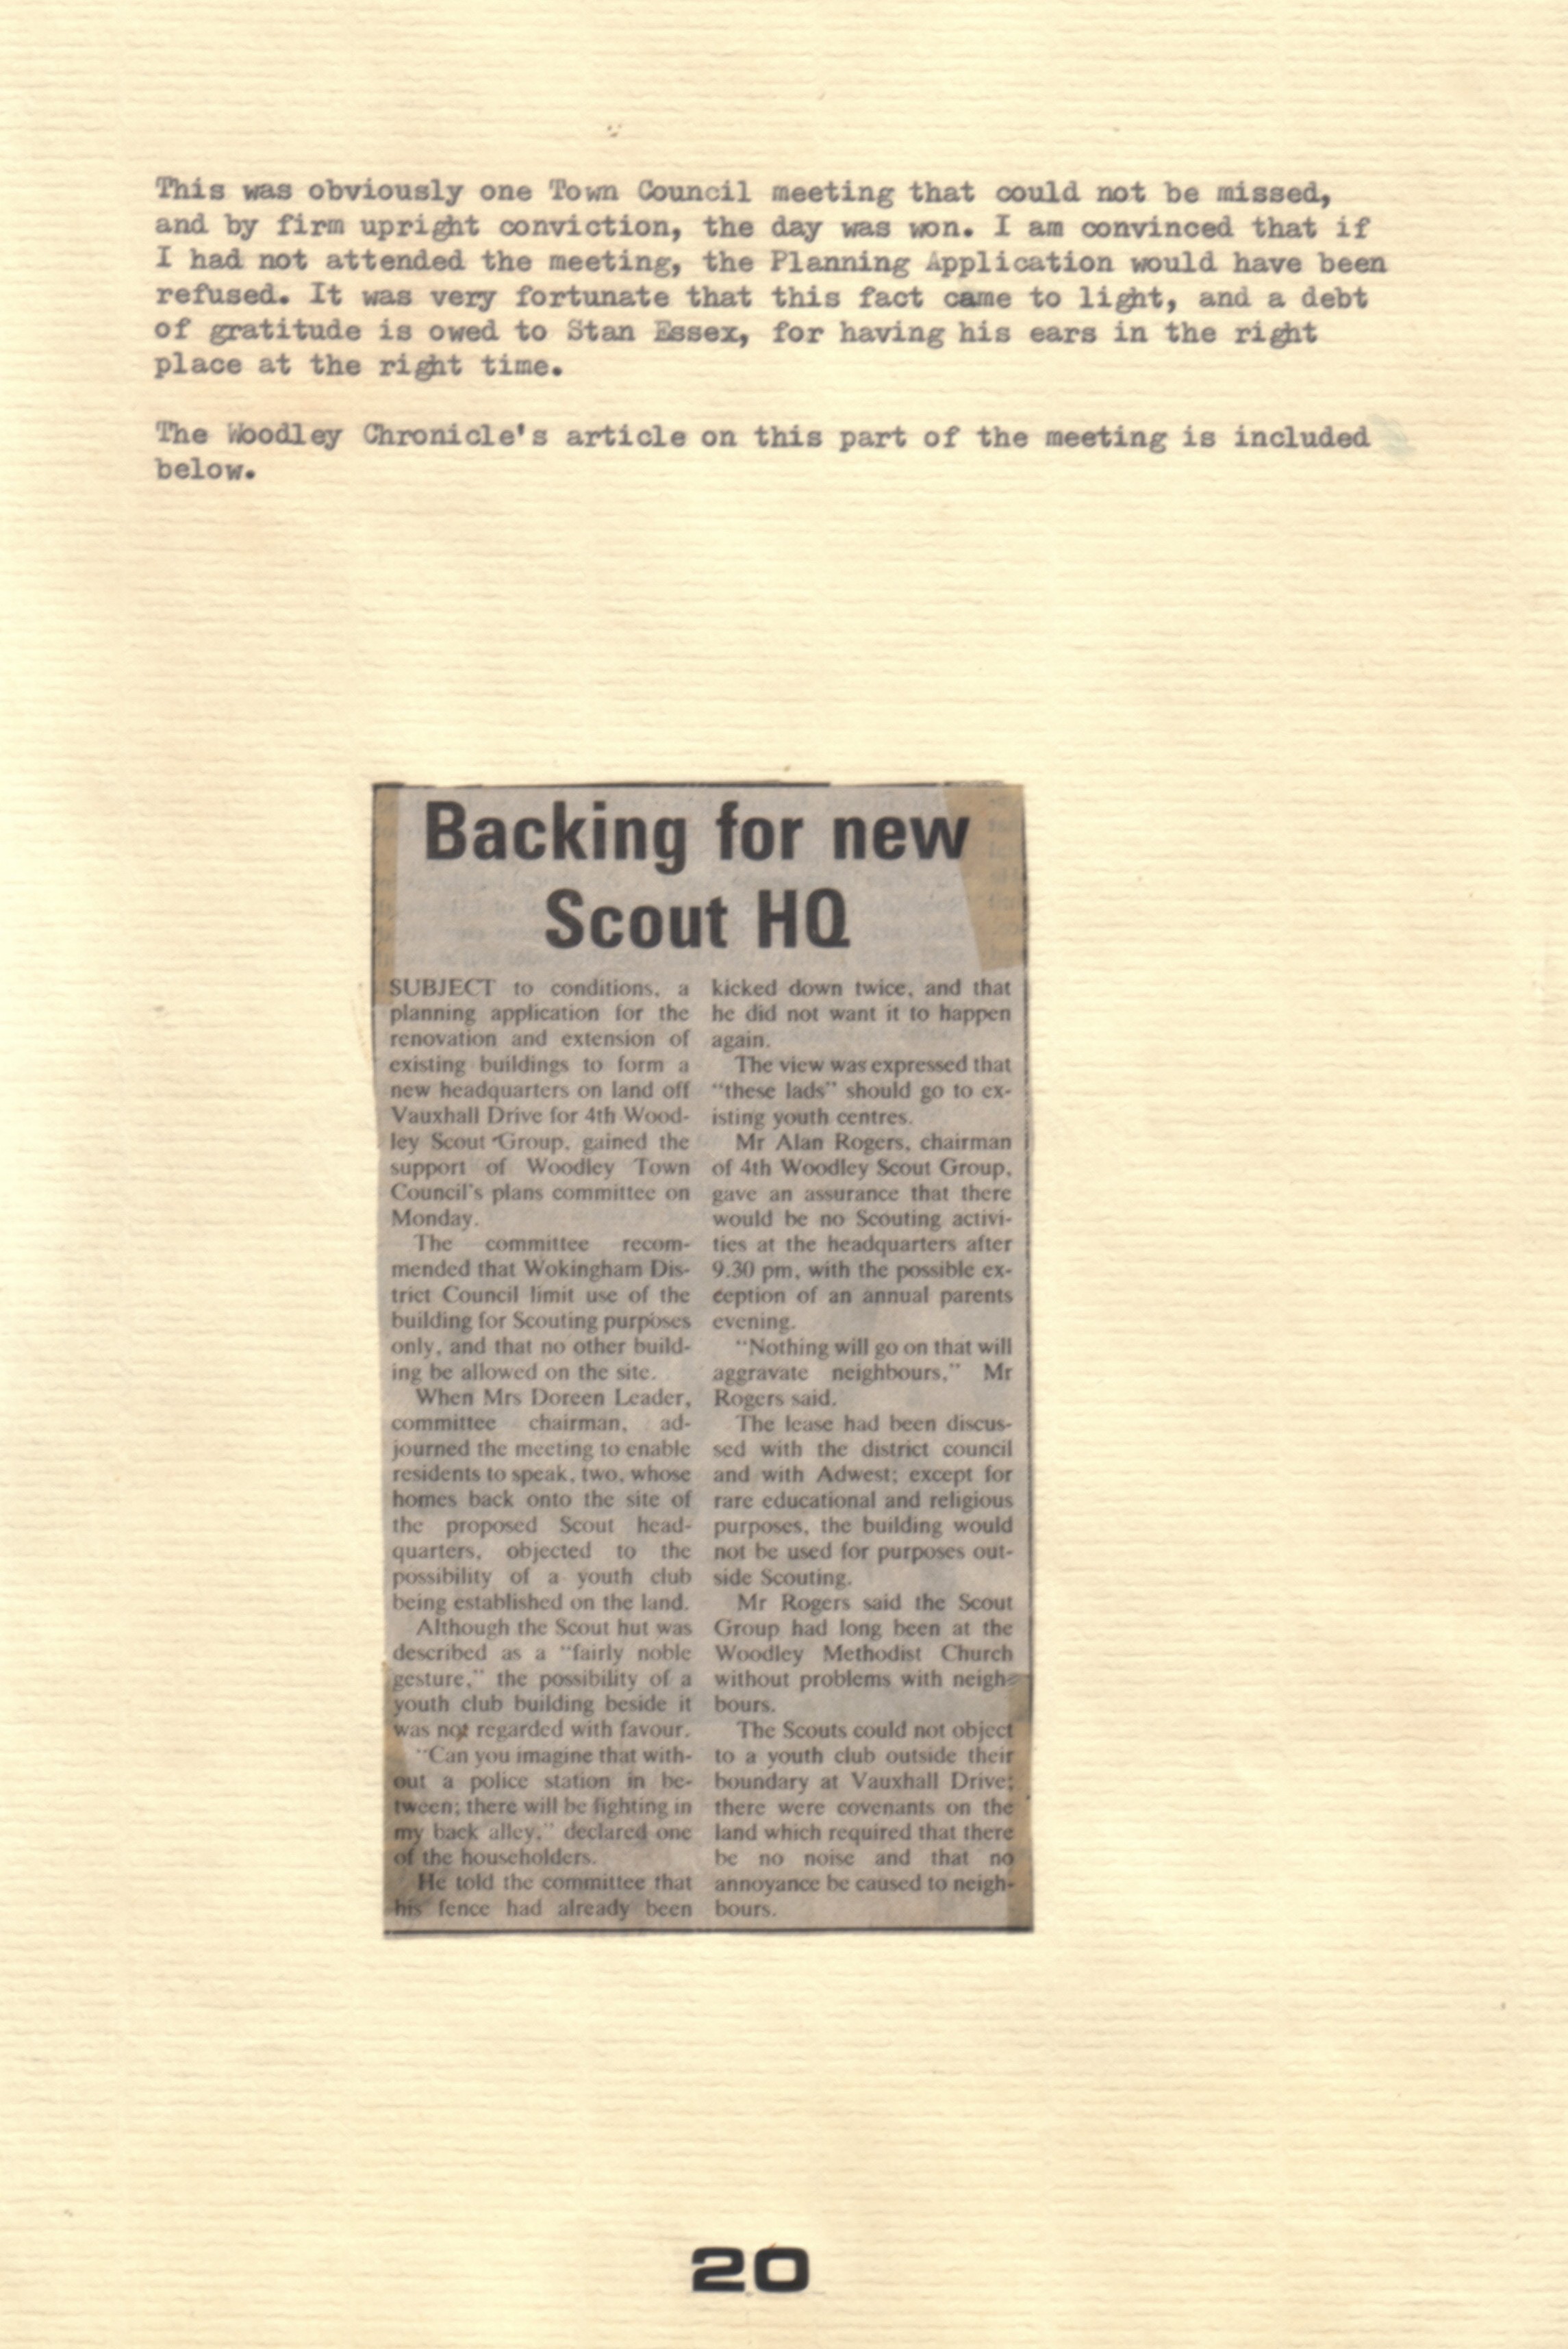 This was obviously one Town Council meeting that could not be missed,
and by firm upright conviction, the day was won. I am convinced that if
I had not attended the meeting, the Planning Application would have been
refused. It was very fortunate that this fact came to light, and a debt
of gratitude is owed to Stan Essex, for having his ears in the right
place at the right time.
The Woodley Chronicle's article on this part of the meeting is included
below.
Backing for new
Scout HQ
SUBJECT to conditions, a
planning application for the
renovation and extension of
existing buildings to form a
new headquarters on land off
Vauxhall Drive for 4th Wood-
ley Scout Group, gained the
support of Woodley Town
Council's plans committee on
Monday.
The committee recom-
mended that Wokingham Dis-
trict Council limit use of the
building for Scouting purposes
only, and that no other build-
ing be allowed on the site.
When Mrs Doreen Leader,
committee chairman, ad-
journed the meeting to enable
residents to speak, two, whose
homes back onto the site of
the proposed Scout head-
quarters, objected to the
possibility of a youth club
being established on the land.
Although the Scout hut was
described as a “fairly noble
gesture,” the possibility of a
youth club building beside it
was not regarded with favour.
“Can you imagine that with-
out a police station in be-
tween; there will be fighting in
my back alley,” declared one
of the householders.
He told the committee that
his fence had already been
kicked down twice, and that
he did not want it to happen
again.
The view was expressed that
“these lads” should go to ex-
isting youth centres.
Mr Alan Rogers, chairman
of 4th Woodley Scout Group,
gave an assurance that there
would be no Scouting activi-
ties at the headquarters after
9.30 pm, with the possible ex-
ception of an annual parents
evening.
“Nothing will go on that will
aggravate neighbours,” Mr
Rogers said.
The lease had been discus-
sed with the district council
and with Adwest; except for
rare educational and religious
purposes, the building would
not be used for purposes out-
side Scouting.
Mr Rogers said the Scout
Group had long been at the
Woodley Methodist Church
without problems with neigh-
bours.
The Scouts could not object
to a youth club outside their
boundary at Vauxhall Drive;
there were covenants on the
land which required that there
be no noise and that no
annoyance be caused to neigh-
bours.
20